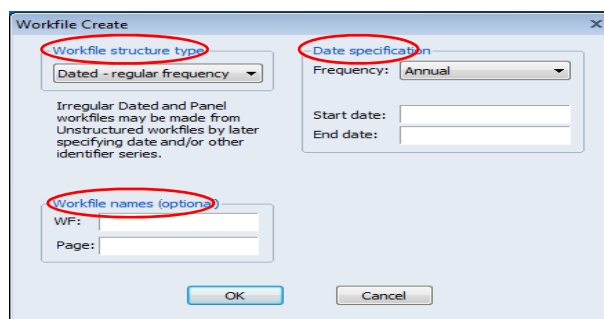 Workfile Create
Workfile structure type
Dated - regular frequency
Irregular Dated and Panel
workfiles may be made from
Unstructured workfiles by later
specifying date and/or other
identifier series.
Date specification
Frequency: Annual
Start date:
End date:
Workfile names (optional)
WF:
Page:
OK
Cancel